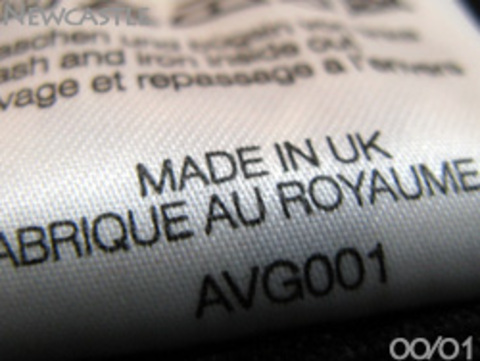 NEWCASTLE
aschen und bügeln
ash and iron inside out
vage et repassage à l'envers
MADE IN UK
ABRIQUE AU ROYAUME
AVG001
00/01